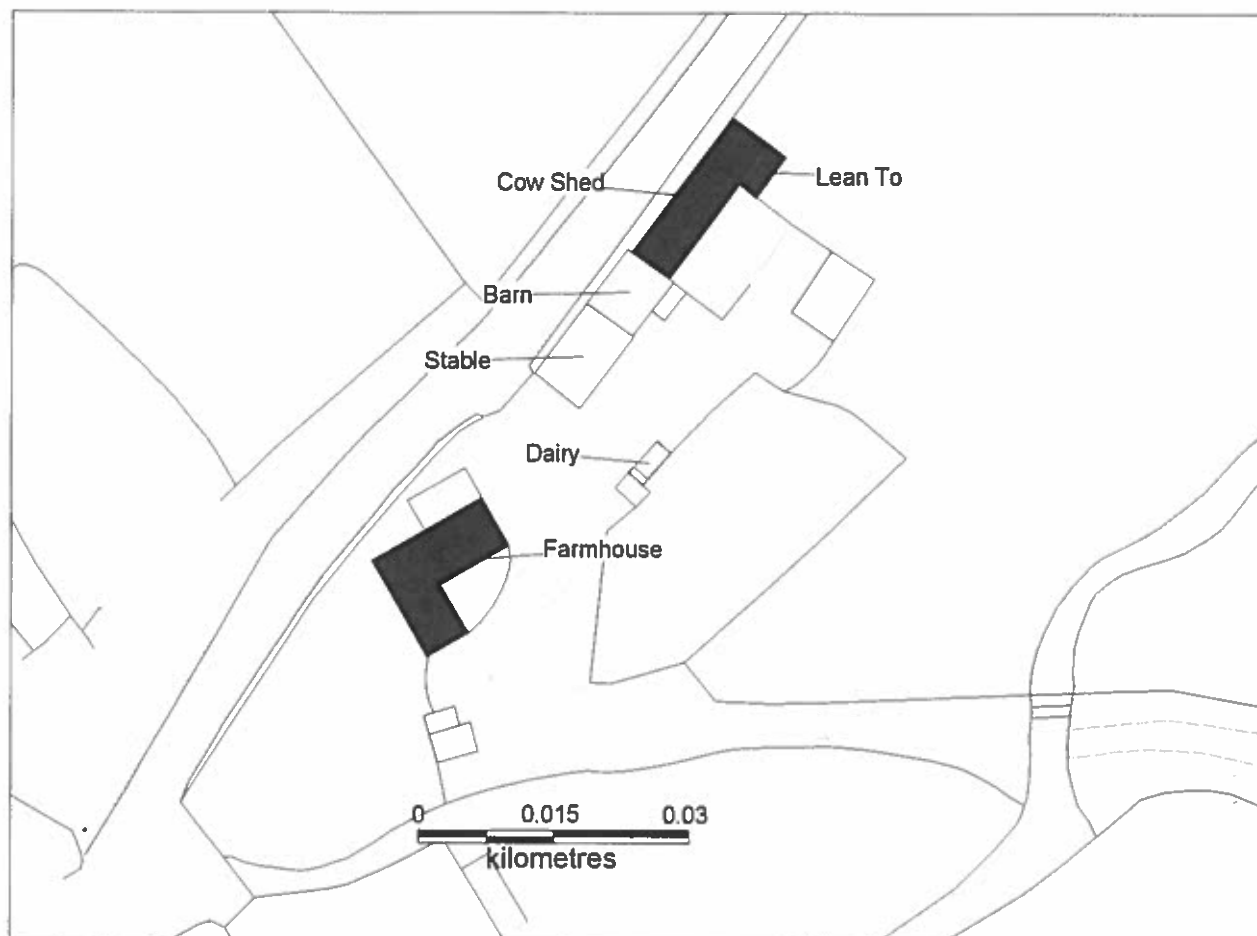 Cow Shed
Lean To
Barn
Stable
Dairy
Farmhouse
0 0.015 0.03
kilometres